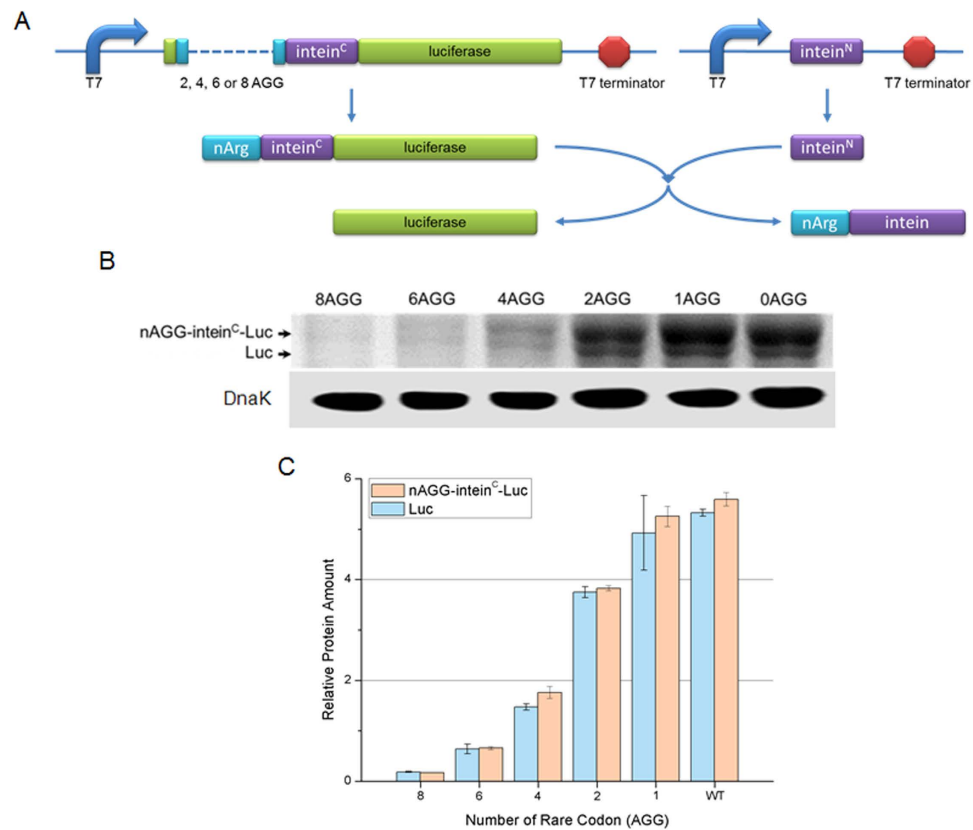 A
intein^C
luciferase
T7
2, 4, 6 or 8 AGG
T7 terminator
intein^N
T7
T7 terminator
nArg
intein^C
luciferase
intein^N
luciferase
nArg
intein
B
8AGG
6AGG
4AGG
2AGG
1AGG
0AGG
nAGG-intein^C-Luc
Luc
DnaK
C
nAGG-intein^C-Luc
Luc
Relative Protein Amount
6
4
2
0
8
6
4
2
1
WT
Number of Rare Codon (AGG)